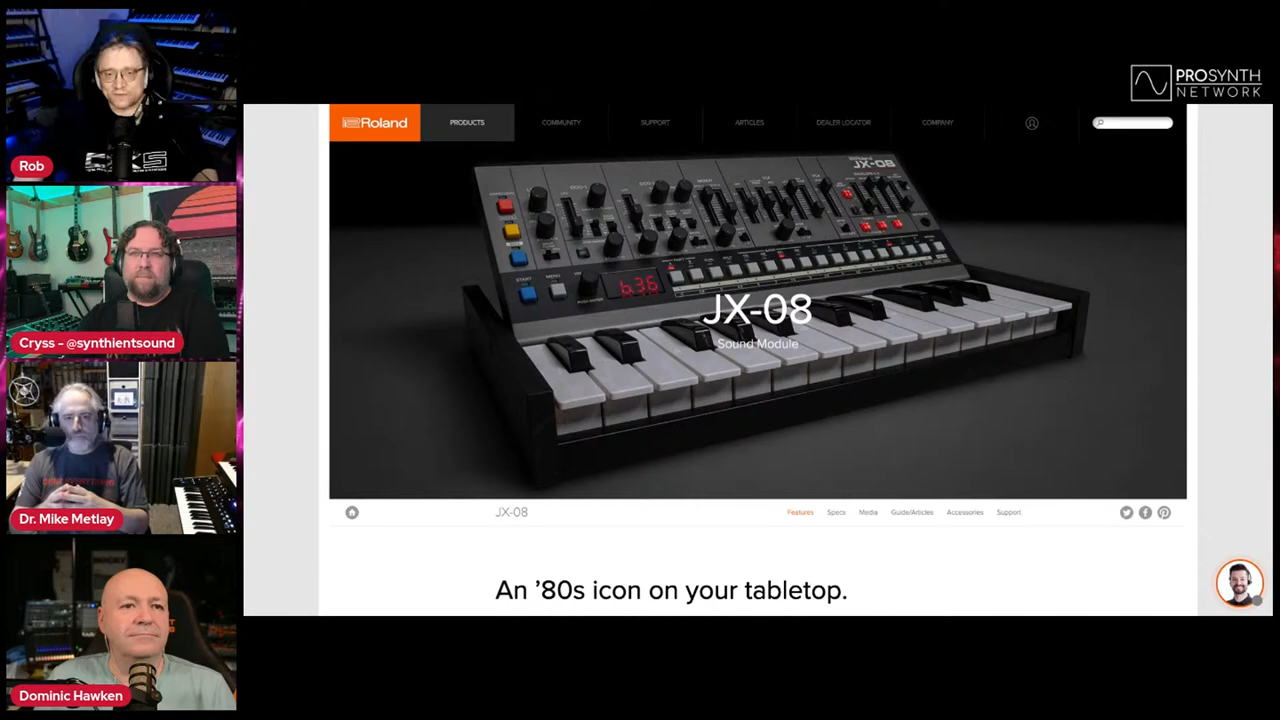 Rob
Cryss - @synthientsound
Dr. Mike Metlay
Dominic Hawken
PROSYNTH
NETWORK
Roland
PRODUCTS
COMMUNITY
SUPPORT
ARTICLES
DEALER LOCATOR
COMPANY
JX-08
JX-08
Sound Module
JX-08
Features
Specs
Media
Guide/Articles
Accessories
Support
An ’80s icon on your tabletop.